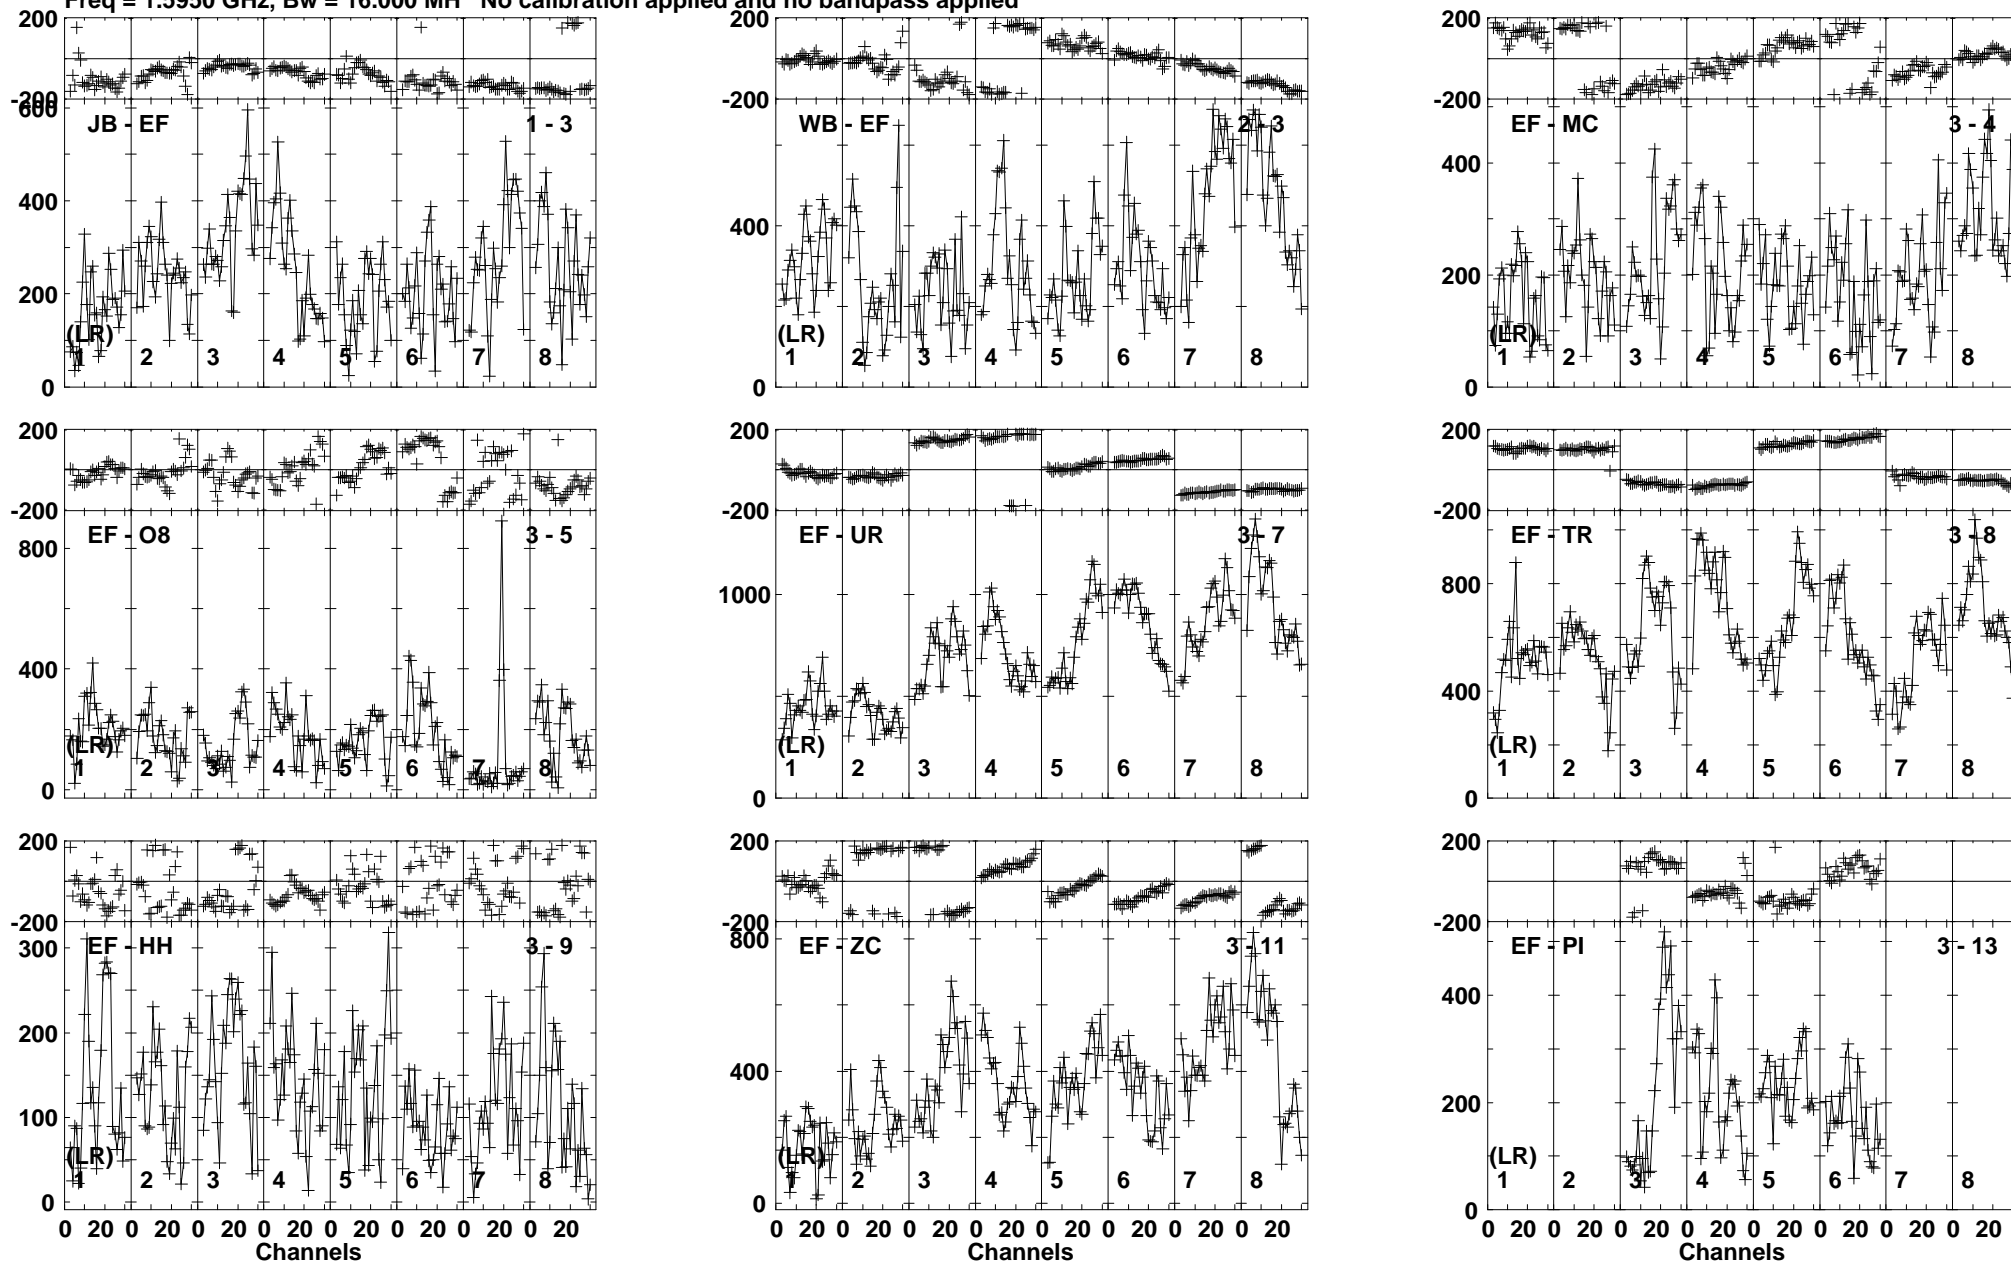 Freq = 1.5950 GHz, Bw = 16.000 MH No calibration applied and no bandpass applied
200
-200
600
400
200
0
JB - EF
1 - 3
(LR)
1 2 3 4 5 6 7 8
200
-200
400
0
WB - EF
2 - 3
(LR)
1 2 3 4 5 6 7 8
200
-200
400
200
0
EF - MC
3 - 4
(LR)
1 2 3 4 5 6 7 8
200
-200
800
400
0
EF - O8
3 - 5
(LR)
1 2 3 4 5 6 7 8
200
-200
1000
0
EF - UR
3 - 7
(LR)
1 2 3 4 5 6 7 8
200
-200
800
400
0
EF - TR
3 - 8
(LR)
1 2 3 4 5 6 7 8
200
-200
300
200
100
0
EF - HH
3 - 9
(LR)
1 2 3 4 5 6 7 8
0 20 0 20 0 20 0 20 0 20 0 20 0 20 0 20
Channels
200
-200
800
400
0
EF - ZC
3 - 11
(LR)
1 2 3 4 5 6 7 8
0 20 0 20 0 20 0 20 0 20 0 20 0 20 0 20
Channels
200
-200
400
200
0
EF - PI
3 - 13
(LR)
1 2 3 4 5 6 7 8
0 20 0 20 0 20 0 20 0 20 0 20 0 20 0 20
Channels